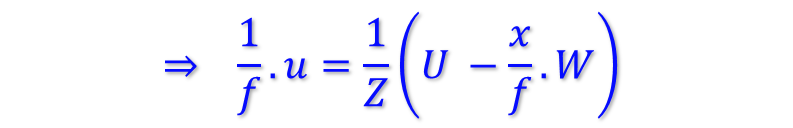 ⇒ 1/f . u = 1/Z (U − x/f . W)